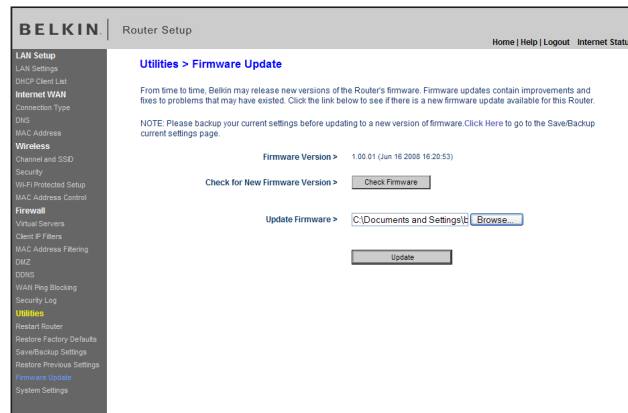 BELKIN. Router Setup
Home | Help | Logout Internet Statu
LAN Setup
LAN Settings
DHCP Client List
Internet WAN
Connection Type
DNS
MAC Address
Wireless
Channel and SSID
Security
Wi-Fi Protected Setup
MAC Address Control
Firewall
Virtual Servers
Client IP Filters
MAC Address Filtering
DMZ
DDNS
WAN Ping Blocking
Security Log
Utilities
Restart Router
Restore Factory Defaults
Save/Backup Settings
Restore Previous Settings
Firmware Update
System Settings
Utilities > Firmware Update
From time to time, Belkin may release new versions of the Router's firmware. Firmware updates contain improvements and
fixes to problems that may have existed. Click the link below to see if there is a new firmware update available for this Router.
NOTE: Please backup your current settings before updating to a new version of firmware.Click Here to go to the Save/Backup
current settings page.
Firmware Version > 1.00.01 (Jun 16 2008 16:20:53)
Check for New Firmware Version > Check Firmware
Update Firmware > C:\Documents and Settings\b Browse...
Update